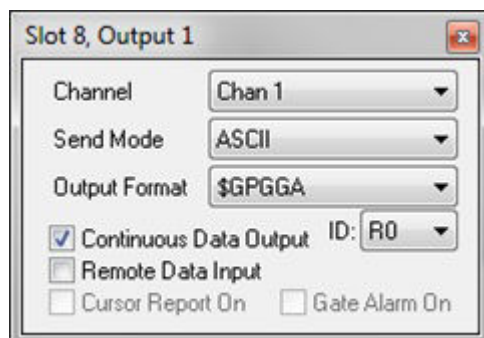 Slot 8, Output 1
Channel Chan 1
Send Mode ASCII
Output Format $GPGGA
Continuous Data Output ID: R0
Remote Data Input
Cursor Report On Gate Alarm On